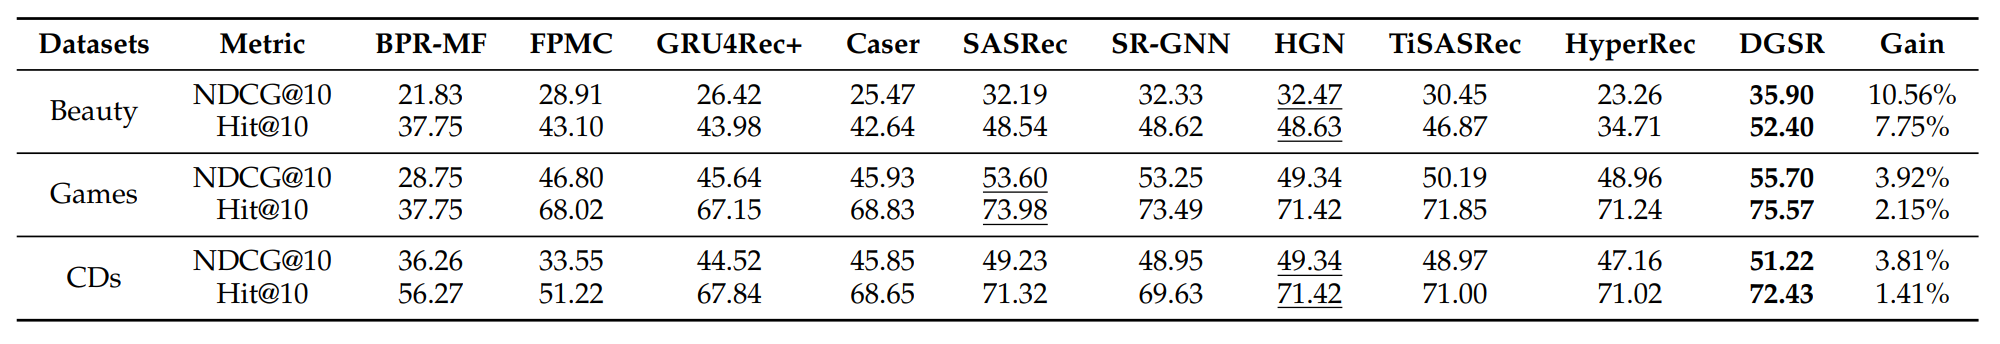 Datasets Metric BPR-MF FPMC GRU4Rec+ Caser SASRec SR-GNN HGN TiSASRec HyperRec DGSR Gain
Beauty NDCG@10 21.83 28.91 26.42 25.47 32.19 32.33 32.47 30.45 23.26 35.90 10.56%
Hit@10 37.75 43.10 43.98 42.64 48.54 48.62 48.63 46.87 34.71 52.40 7.75%
Games NDCG@10 28.75 46.80 45.64 45.93 53.60 53.25 49.34 50.19 48.96 55.70 3.92%
Hit@10 37.75 68.02 67.15 68.83 73.98 73.49 71.42 71.85 71.24 75.57 2.15%
CDs NDCG@10 36.26 33.55 44.52 45.85 49.23 48.95 49.34 48.97 47.16 51.22 3.81%
Hit@10 56.27 51.22 67.84 68.65 71.32 69.63 71.42 71.00 71.02 72.43 1.41%